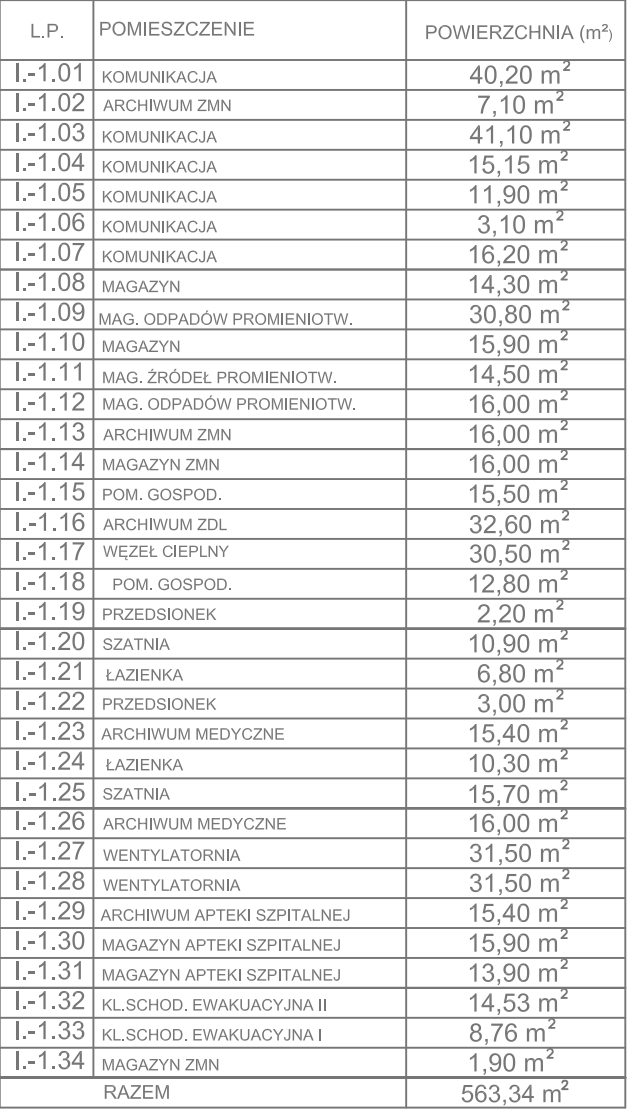 L.P. POMIESZCZENIE POWIERZCHNIA (m²)
I.-1.01 KOMUNIKACJA 40,20 m²
I.-1.02 ARCHIWUM ZMN 7,10 m²
I.-1.03 KOMUNIKACJA 41,10 m²
I.-1.04 KOMUNIKACJA 15,15 m²
I.-1.05 KOMUNIKACJA 11,90 m²
I.-1.06 KOMUNIKACJA 3,10 m²
I.-1.07 KOMUNIKACJA 16,20 m²
I.-1.08 MAGAZYN 14,30 m²
I.-1.09 MAG. ODPADÓW PROMIENIOTW. 30,80 m²
I.-1.10 MAGAZYN 15,90 m²
I.-1.11 MAG. ŹRÓDEŁ PROMIENIOTW. 14,50 m²
I.-1.12 MAG. ODPADÓW PROMIENIOTW. 16,00 m²
I.-1.13 ARCHIWUM ZMN 16,00 m²
I.-1.14 MAGAZYN ZMN 16,00 m²
I.-1.15 POM. GOSPOD. 15,50 m²
I.-1.16 ARCHIWUM ZDL 32,60 m²
I.-1.17 WĘZEŁ CIEPLNY 30,50 m²
I.-1.18 POM. GOSPOD. 12,80 m²
I.-1.19 PRZEDSIONEK 2,20 m²
I.-1.20 SZATNIA 10,90 m²
I.-1.21 ŁAZIENKA 6,80 m²
I.-1.22 PRZEDSIONEK 3,00 m²
I.-1.23 ARCHIWUM MEDYCZNE 15,40 m²
I.-1.24 ŁAZIENKA 10,30 m²
I.-1.25 SZATNIA 15,70 m²
I.-1.26 ARCHIWUM MEDYCZNE 16,00 m²
I.-1.27 WENTYLATORNIA 31,50 m²
I.-1.28 WENTYLATORNIA 31,50 m²
I.-1.29 ARCHIWUM APTEKI SZPITALNEJ 15,40 m²
I.-1.30 MAGAZYN APTEKI SZPITALNEJ 15,90 m²
I.-1.31 MAGAZYN APTEKI SZPITALNEJ 13,90 m²
I.-1.32 KL.SCHOD. EWAKUACYJNA II 14,53 m²
I.-1.33 KL.SCHOD. EWAKUACYJNA I 8,76 m²
I.-1.34 MAGAZYN ZMN 1,90 m²
RAZEM 563,34 m²